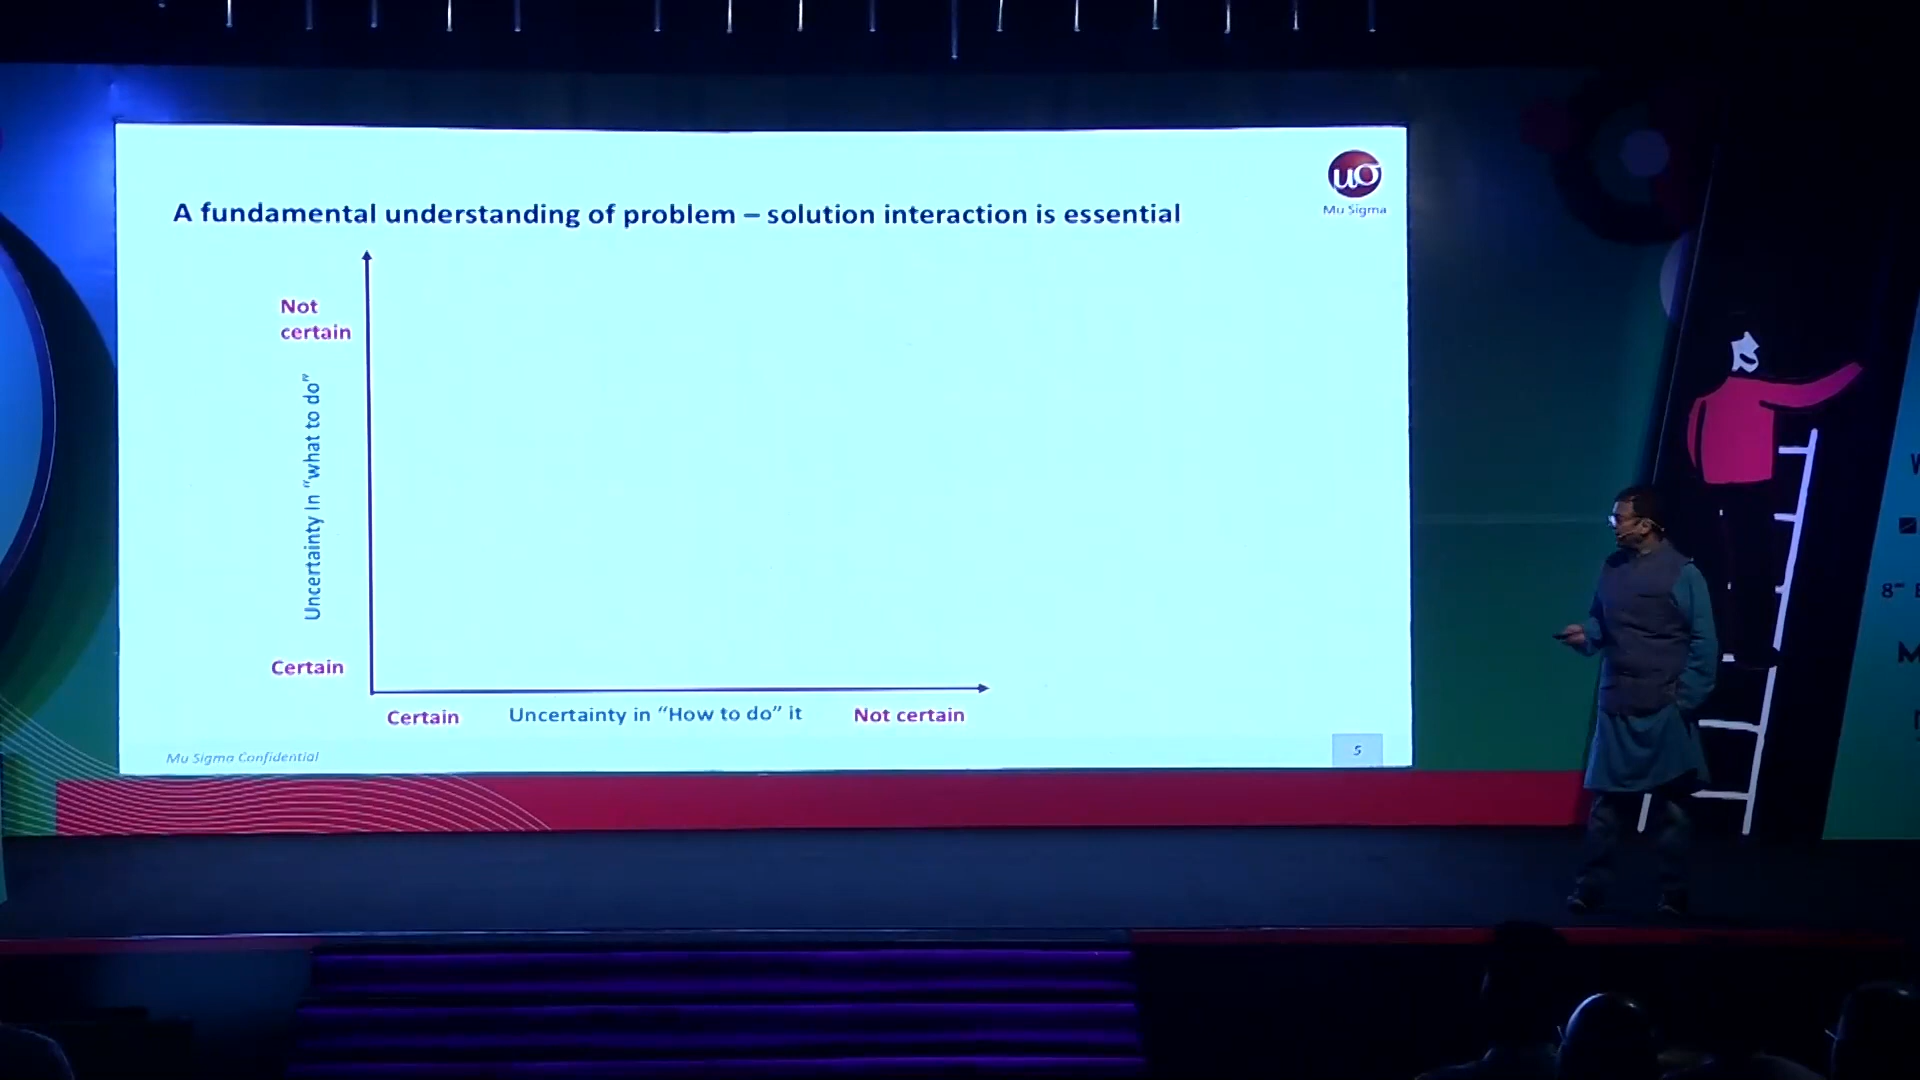 uσ
Mu Sigma
A fundamental understanding of problem – solution interaction is essential
Not
certain
Uncertainty in “what to do”
Certain
Certain
Uncertainty in “How to do” it
Not certain
Mu Sigma Confidential
5